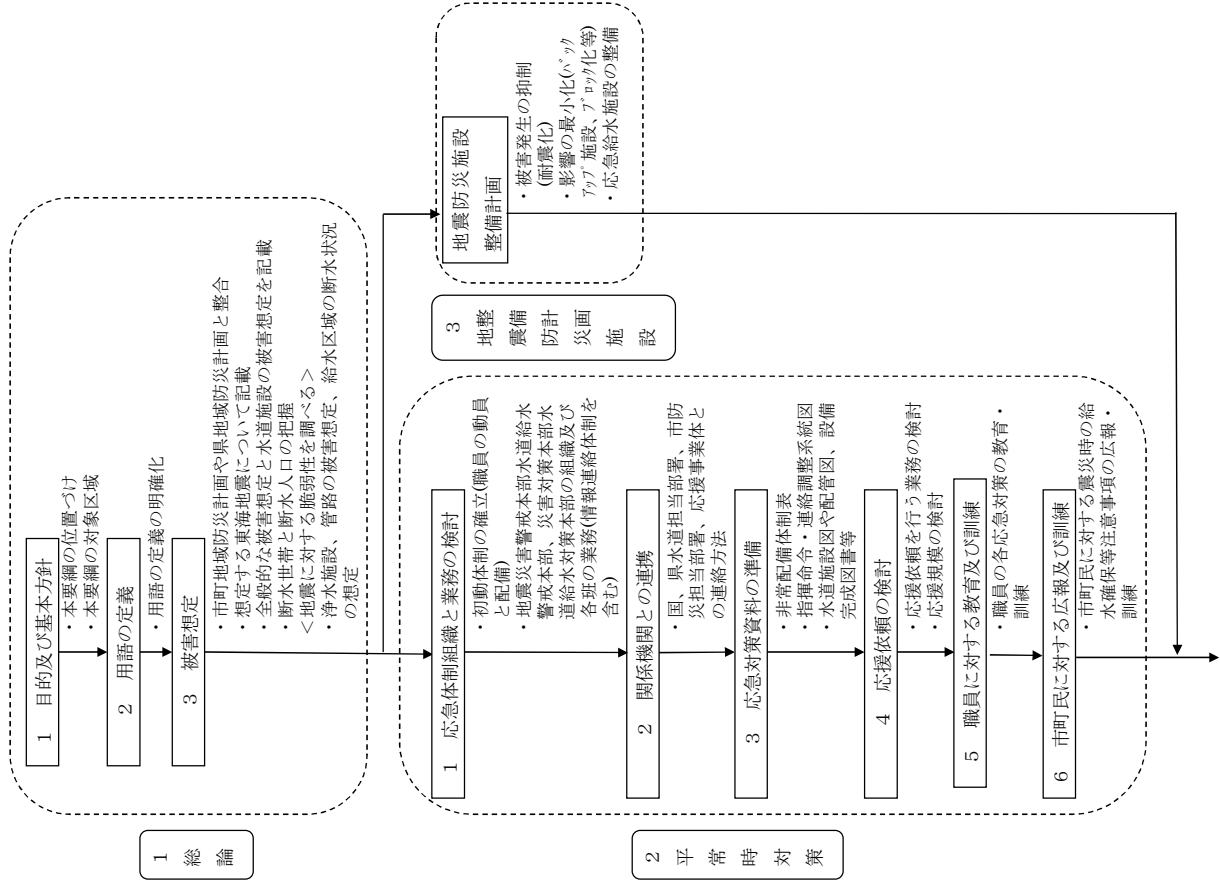 1
総
論
1　目的及び基本方針
・本要綱の位置づけ
・本要綱の対象区域
2　用語の定義
・用語の定義の明確化
3　被害想定
・市町地域防災計画や県地域防災計画と整合
・想定する東海地震について記載
・全般的な被害想定と水道施設の被害想定を記載
・断水世帯と断水人口の把握
＜地震に対する脆弱性を調べる＞
・浄水施設、管路の被害想定、給水区域の断水状況
の想定
2
平
常
時
対
策
1　応急体制組織と業務の検討
・初動体制の確立(職員の動員
と配備)
・地震災害警戒本部水道給水
警戒本部、災害対策本部水
道給水対策本部の組織及び
各班の業務(情報連絡体制を
含むp)
2　関係機関との連携
・国、県水道担当部署、市防
災担当部署、応援事業体と
の連絡方法
3　応急対策資料の準備
・非常配備体制表
・指揮命令・連絡調整系統図
・水道施設図や配管図、設備
完成図書等
4　応援依頼の検討
・応援依頼を行う業務の検討
・応援規模の検討
5　職員に対する教育及び訓練
・職員の各応急対策の教育・
訓練
6　市町民に対する広報及び訓練
・市町民に対する震災時の給
水確保等注意事項の広報・
訓練
3
地整
震備
防計
災画
施
設
地震防災施設
整備計画
・被害発生の抑制
(耐震化)
・影響の最小化(ﾊﾞｯｸ
ｱｯﾌﾟ施設、ﾌﾞﾛｯｸ化等)
・応急給水施設の整備